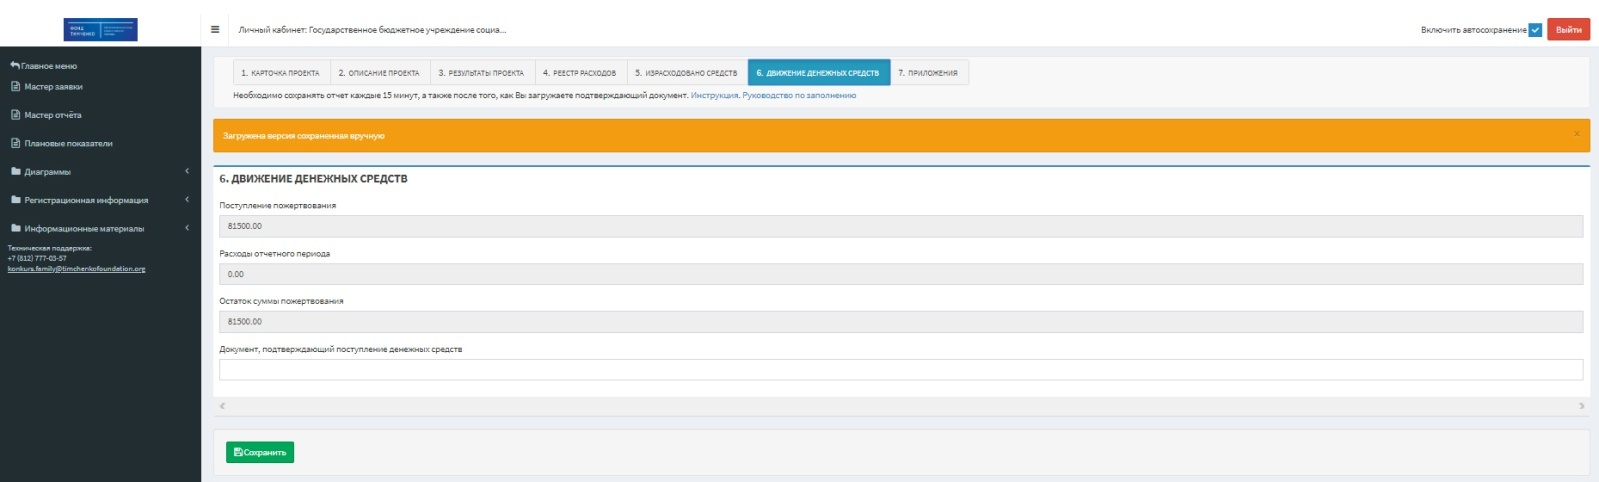 ФОНД
ТИМЧЕНКО
Личный кабинет: Государственное бюджетное учреждение социа...
Включить автосохранение
Выйти
Главное меню
Мастер заявки
Мастер отчёта
Плановые показатели
Диаграммы
Регистрационная информация
Информационные материалы
Техническая поддержка:
+7 (812) 777-03-57
konkurs.family@timchenkofoundation.org
1. КАРТОЧКА ПРОЕКТА
2. ОПИСАНИЕ ПРОЕКТА
3. РЕЗУЛЬТАТЫ ПРОЕКТА
4. РЕЕСТР РАСХОДОВ
5. ИЗРАСХОДОВАНО СРЕДСТВ
6. ДВИЖЕНИЕ ДЕНЕЖНЫХ СРЕДСТВ
7. ПРИЛОЖЕНИЯ
Необходимо сохранять отчет каждые 15 минут, а также после того, как Вы загружаете подтверждающий документ. Инструкция. Руководство по заполнению
Загружена версия сохраненная вручную
×
6. ДВИЖЕНИЕ ДЕНЕЖНЫХ СРЕДСТВ
Поступление пожертвования
81500.00
Расходы отчетного периода
0.00
Остаток суммы пожертвования
81500.00
Документ, подтверждающий поступление денежных средств
Сохранить